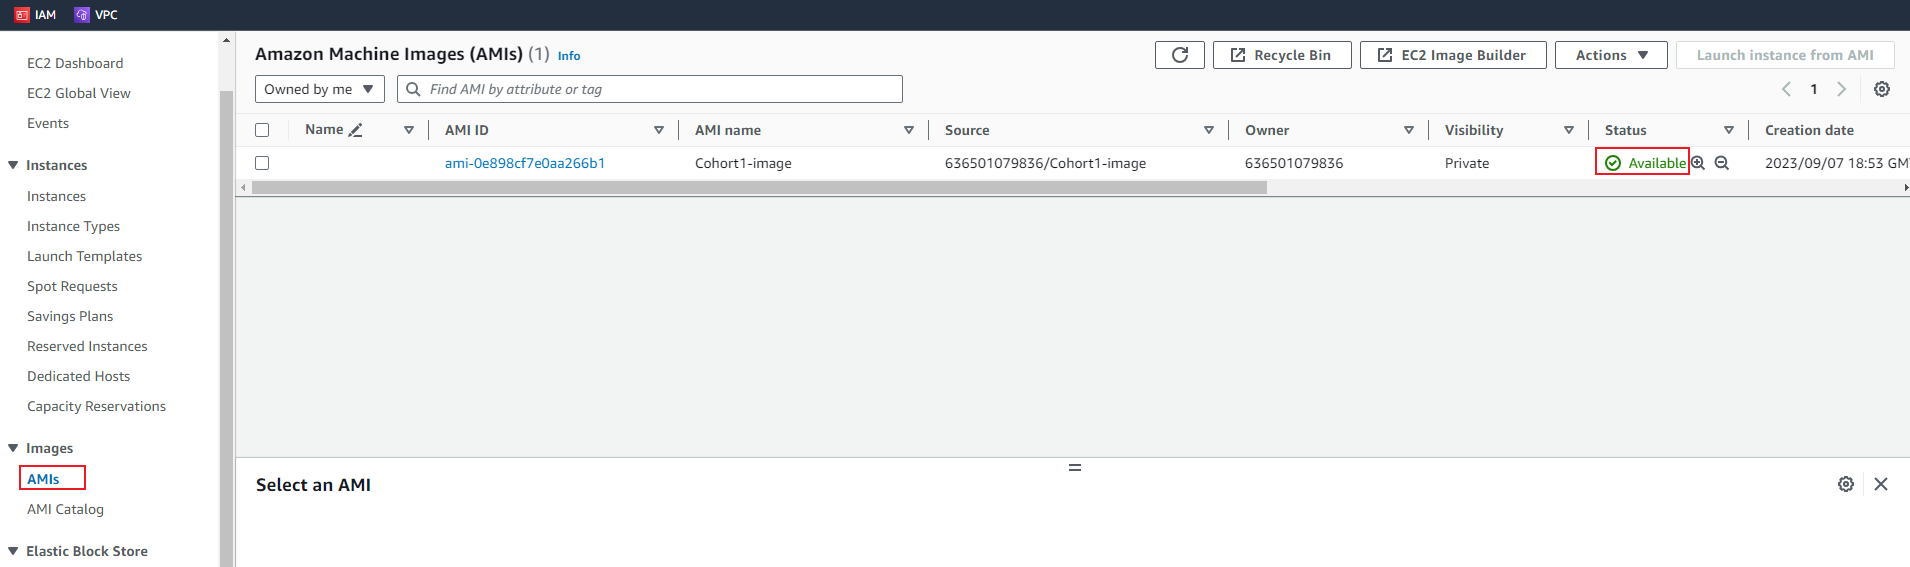 IAM VPC
EC2 Dashboard
EC2 Global View
Events
Instances
Instances
Instance Types
Launch Templates
Spot Requests
Savings Plans
Reserved Instances
Dedicated Hosts
Capacity Reservations
Images
AMIs
AMI Catalog
Elastic Block Store
Amazon Machine Images (AMIs) (1) Info
Recycle Bin EC2 Image Builder Actions Launch instance from AMI
Owned by me Find AMI by attribute or tag 1
Name AMI ID AMI name Source Owner Visibility Status Creation date
ami-0e898cf7e0aa266b1 Cohort1-image 636501079836/Cohort1-image 636501079836 Private Available 2023/09/07 18:53 GM
Select an AMI